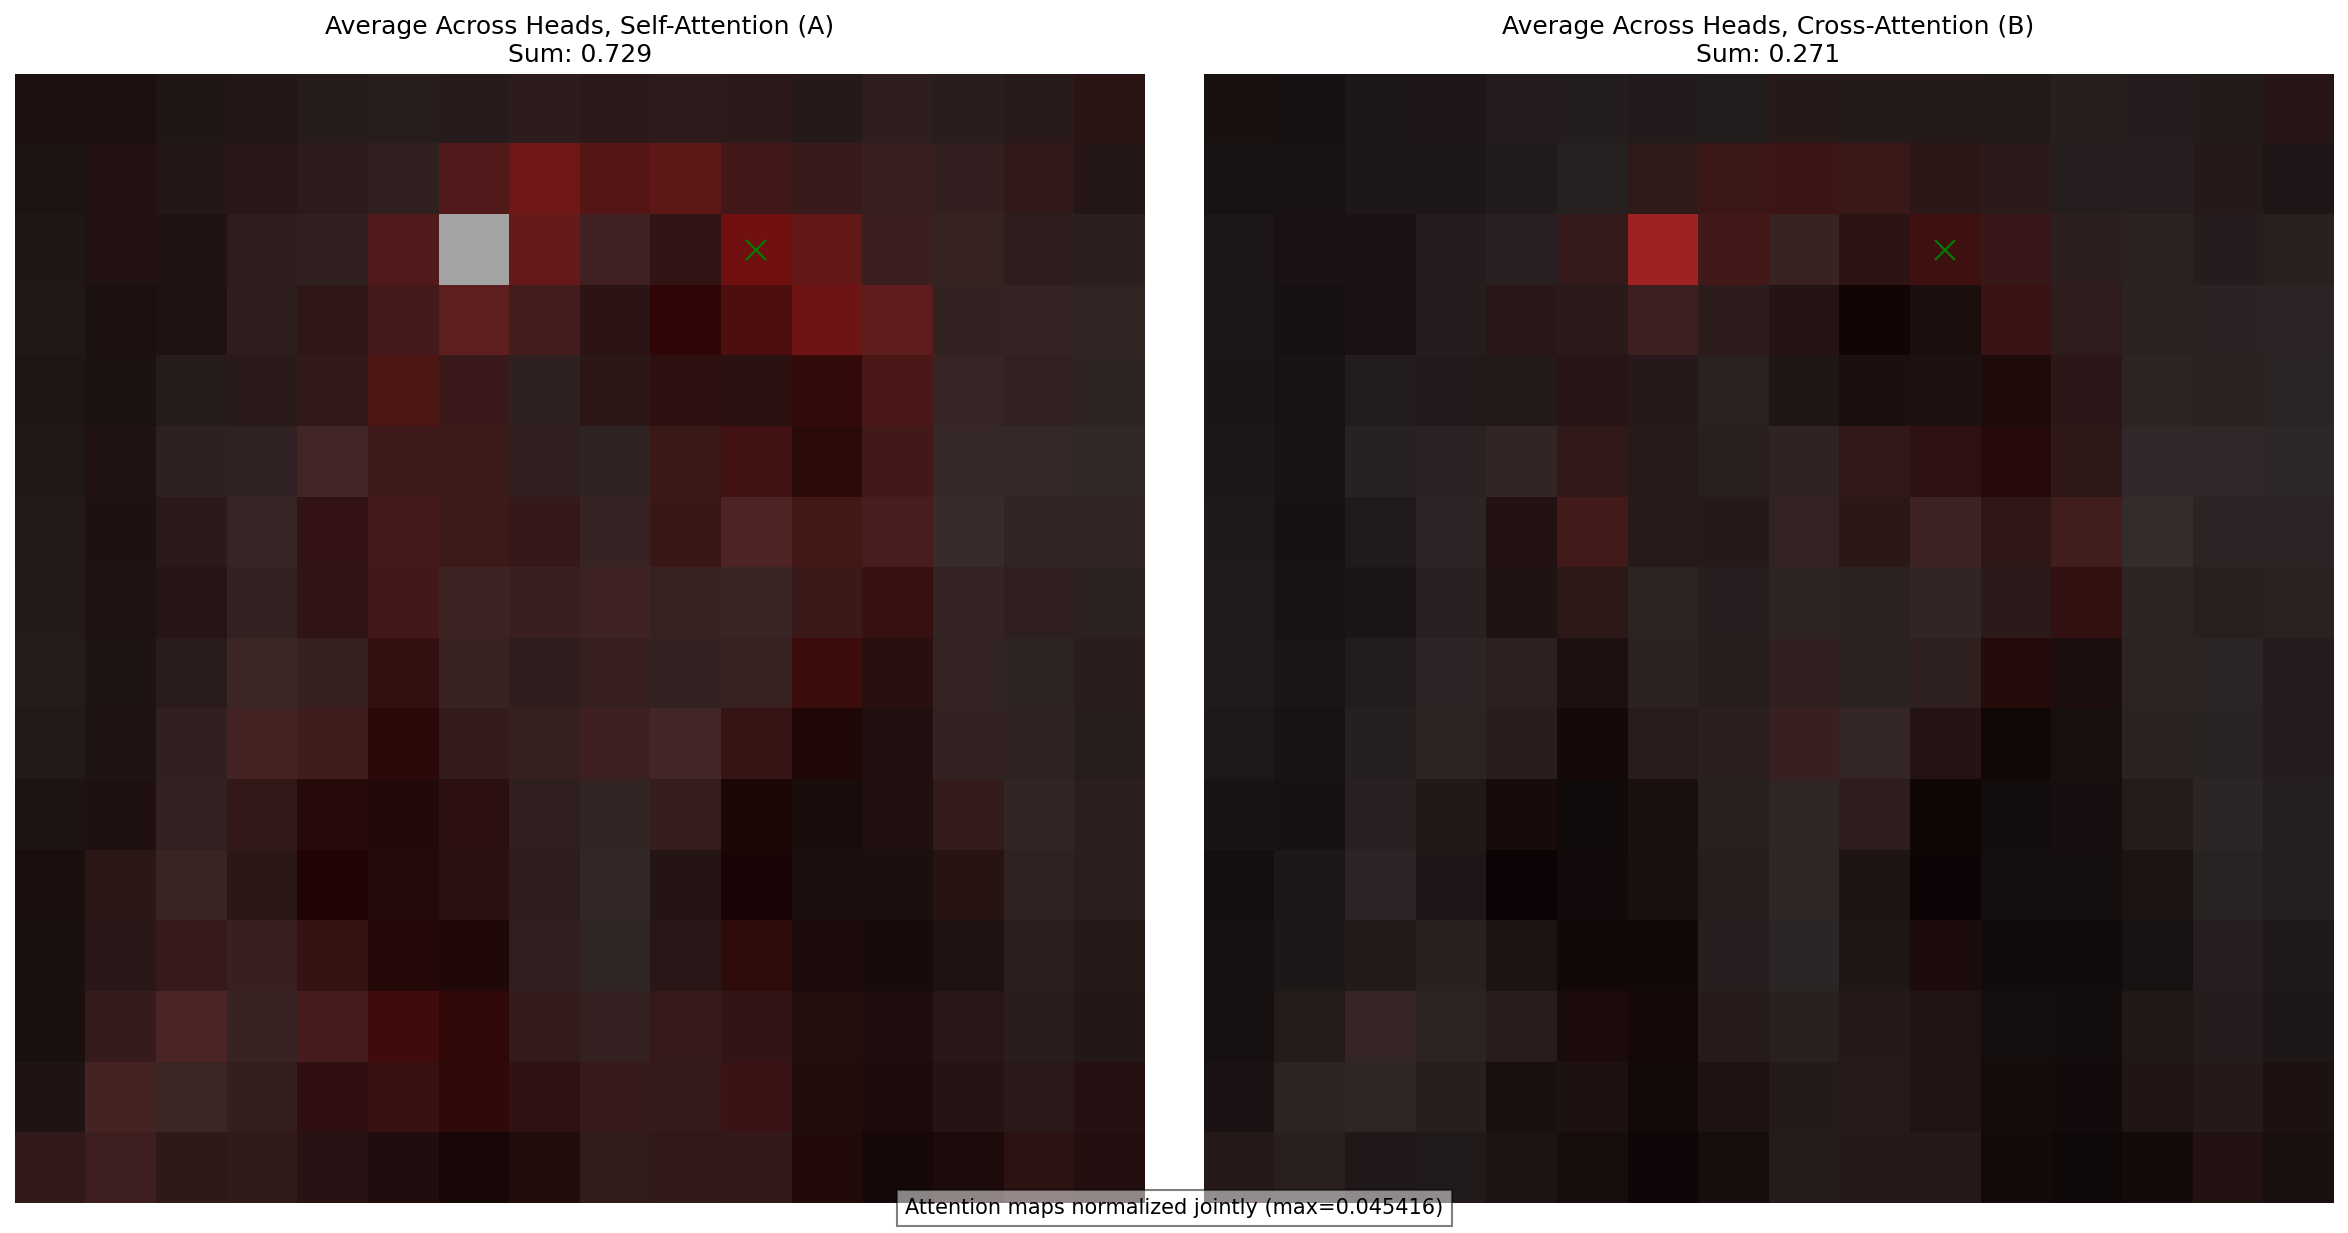 Average Across Heads, Self-Attention (A)
Sum: 0.729
Average Across Heads, Cross-Attention (B)
Sum: 0.271
Attention maps normalized jointly (max=0.045416)